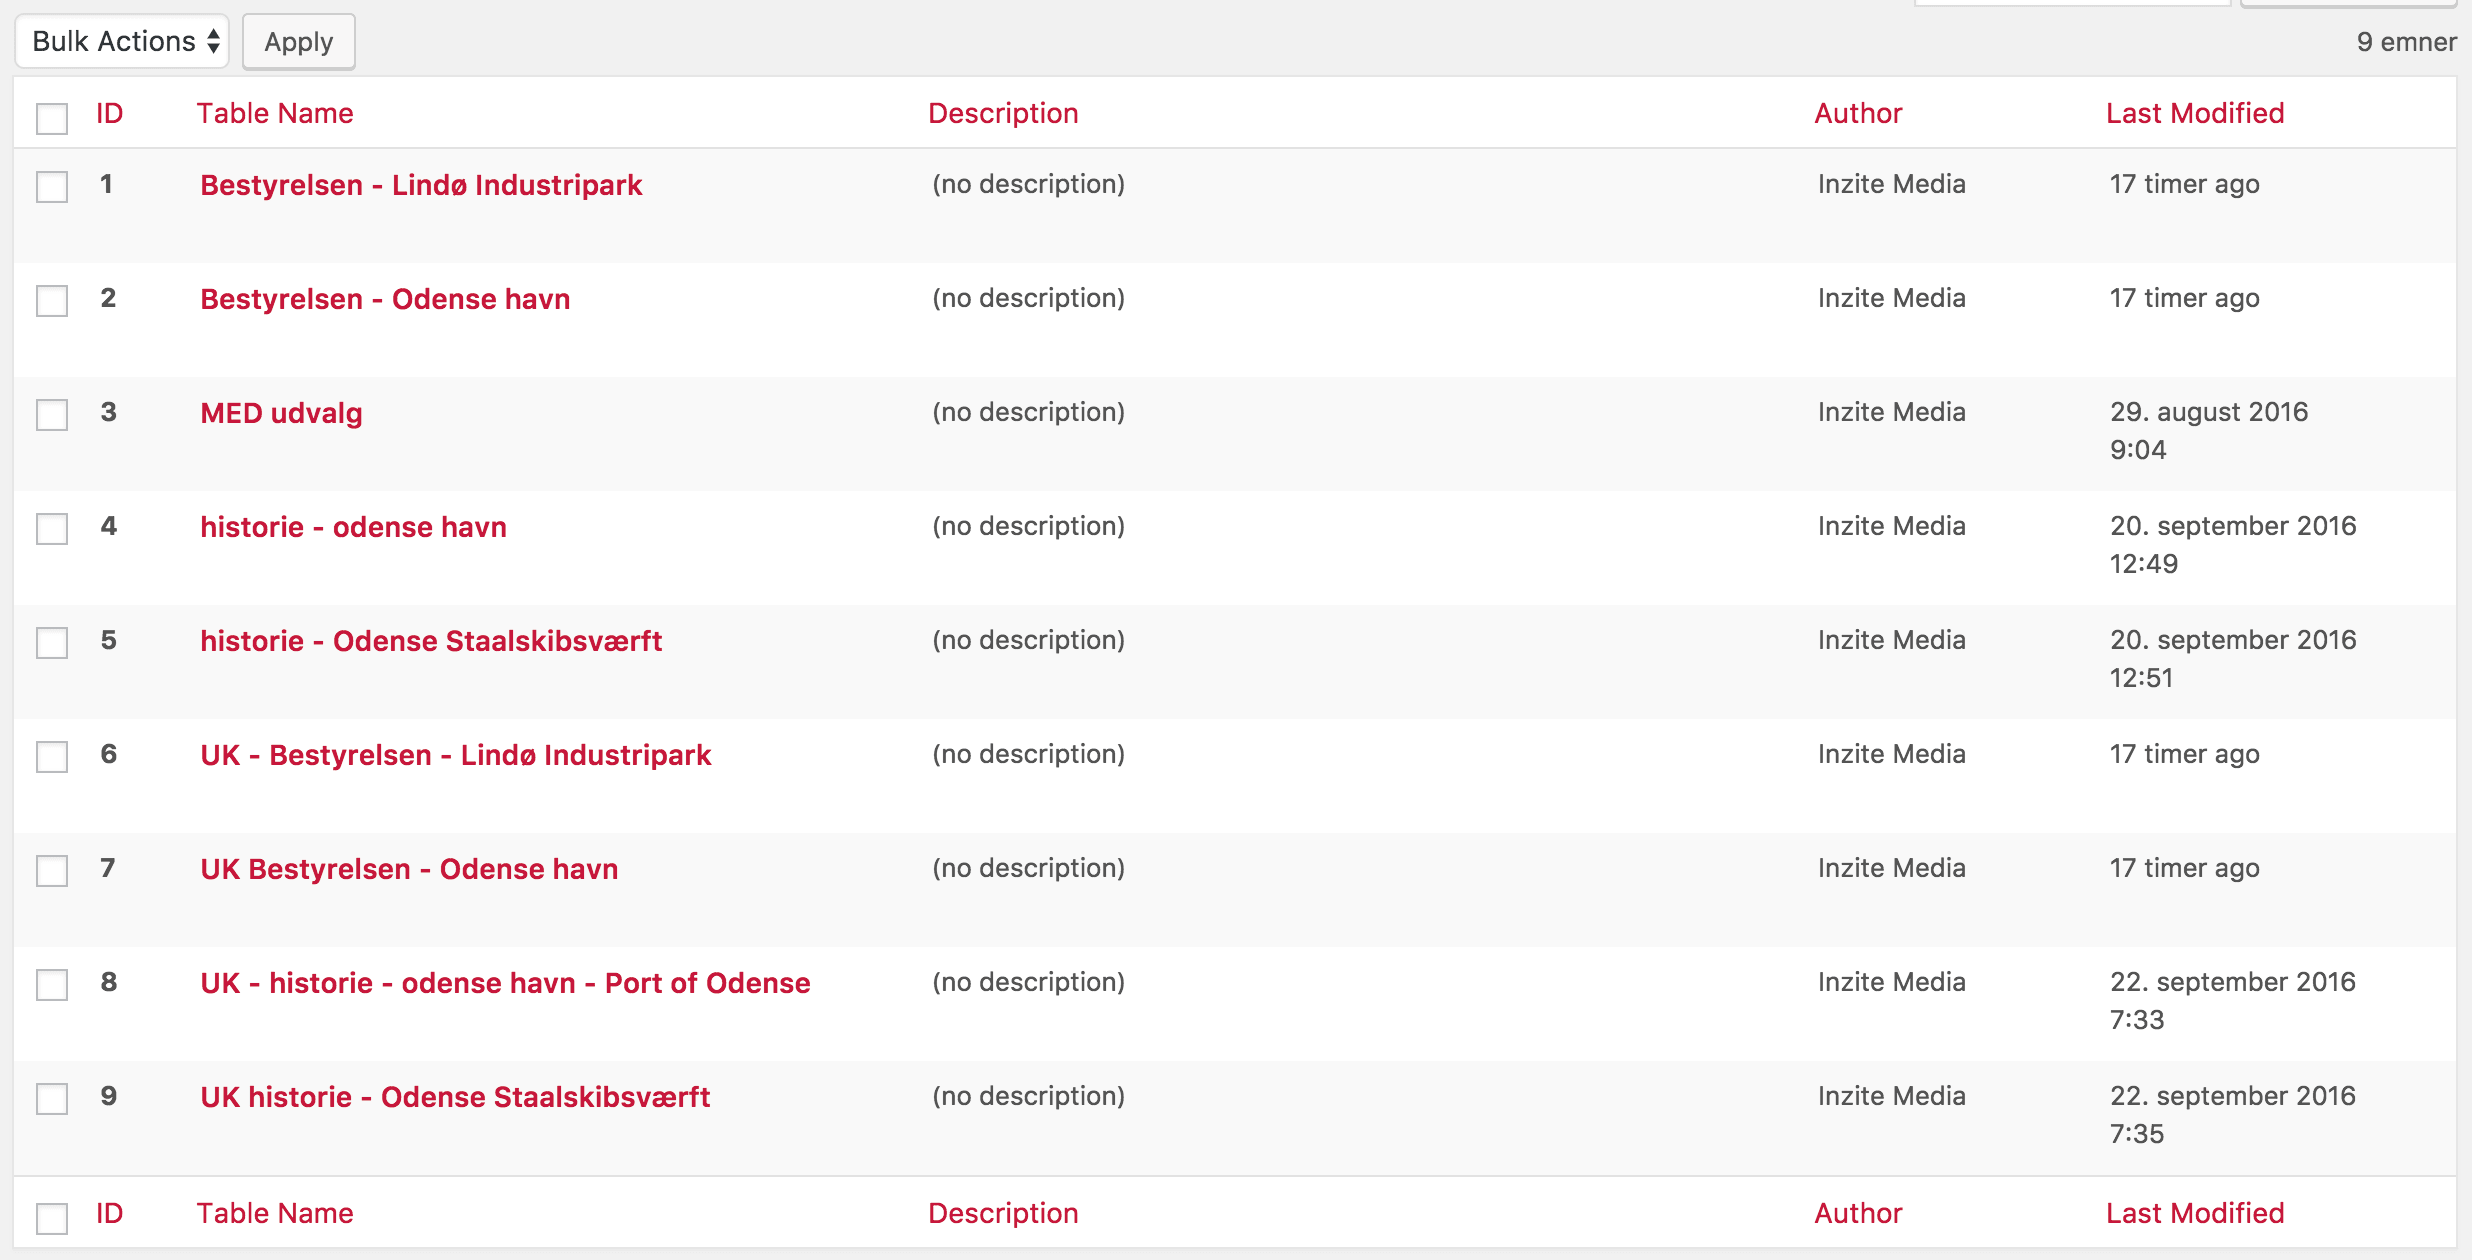 Bulk Actions Apply 9 emner
ID Table Name Description Author Last Modified
1 Bestyrelsen - Lindø Industripark (no description) Inzite Media 17 timer ago
2 Bestyrelsen - Odense havn (no description) Inzite Media 17 timer ago
3 MED udvalg (no description) Inzite Media 29. august 2016
9:04
4 historie - odense havn (no description) Inzite Media 20. september 2016
12:49
5 historie - Odense Staalskibsværft (no description) Inzite Media 20. september 2016
12:51
6 UK - Bestyrelsen - Lindø Industripark (no description) Inzite Media 17 timer ago
7 UK Bestyrelsen - Odense havn (no description) Inzite Media 17 timer ago
8 UK - historie - odense havn - Port of Odense (no description) Inzite Media 22. september 2016
7:33
9 UK historie - Odense Staalskibsværft (no description) Inzite Media 22. september 2016
7:35
ID Table Name Description Author Last Modified